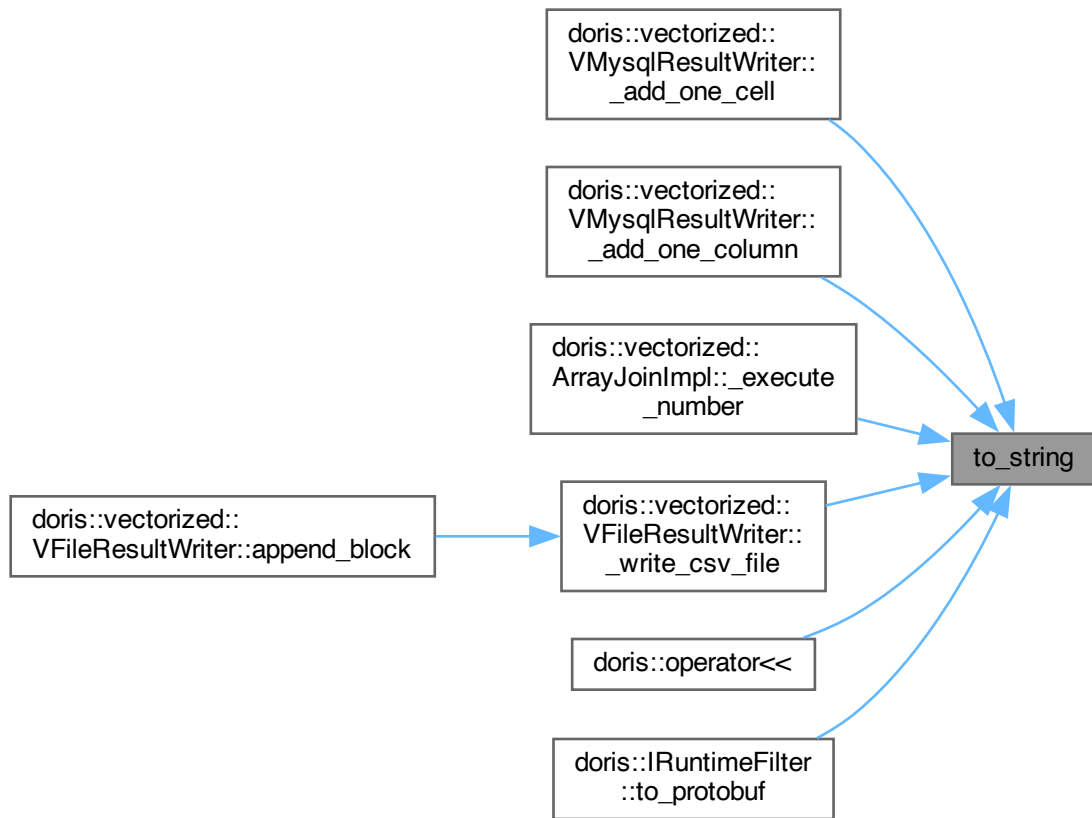 doris::vectorized::
VMysqlResultWriter::
_add_one_cell
doris::vectorized::
VMysqlResultWriter::
_add_one_column
doris::vectorized::
ArrayJoinImpl::_execute
_number
to_string
doris::vectorized::
VFileResultWriter::append_block
doris::vectorized::
VFileResultWriter::
_write_csv_file
doris::operator<<
doris::IRuntimeFilter
::to_protobuf